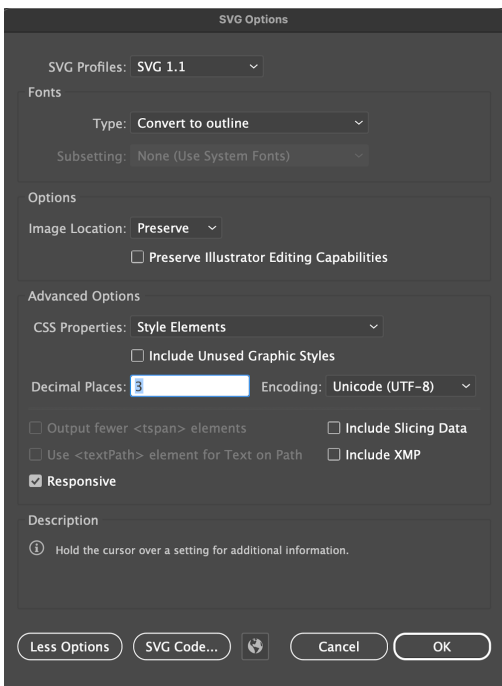 SVG Options
SVG Profiles: SVG 1.1
Fonts
Type: Convert to outline
Subsetting: None (Use System Fonts)
Options
Image Location: Preserve
Preserve Illustrator Editing Capabilities
Advanced Options
CSS Properties: Style Elements
Include Unused Graphic Styles
Decimal Places: 3 Encoding: Unicode (UTF-8)
Output fewer <tspan> elements Include Slicing Data
Use <textPath> element for Text on Path Include XMP
Responsive
Description
Hold the cursor over a setting for additional information.
Less Options SVG Code... Cancel OK